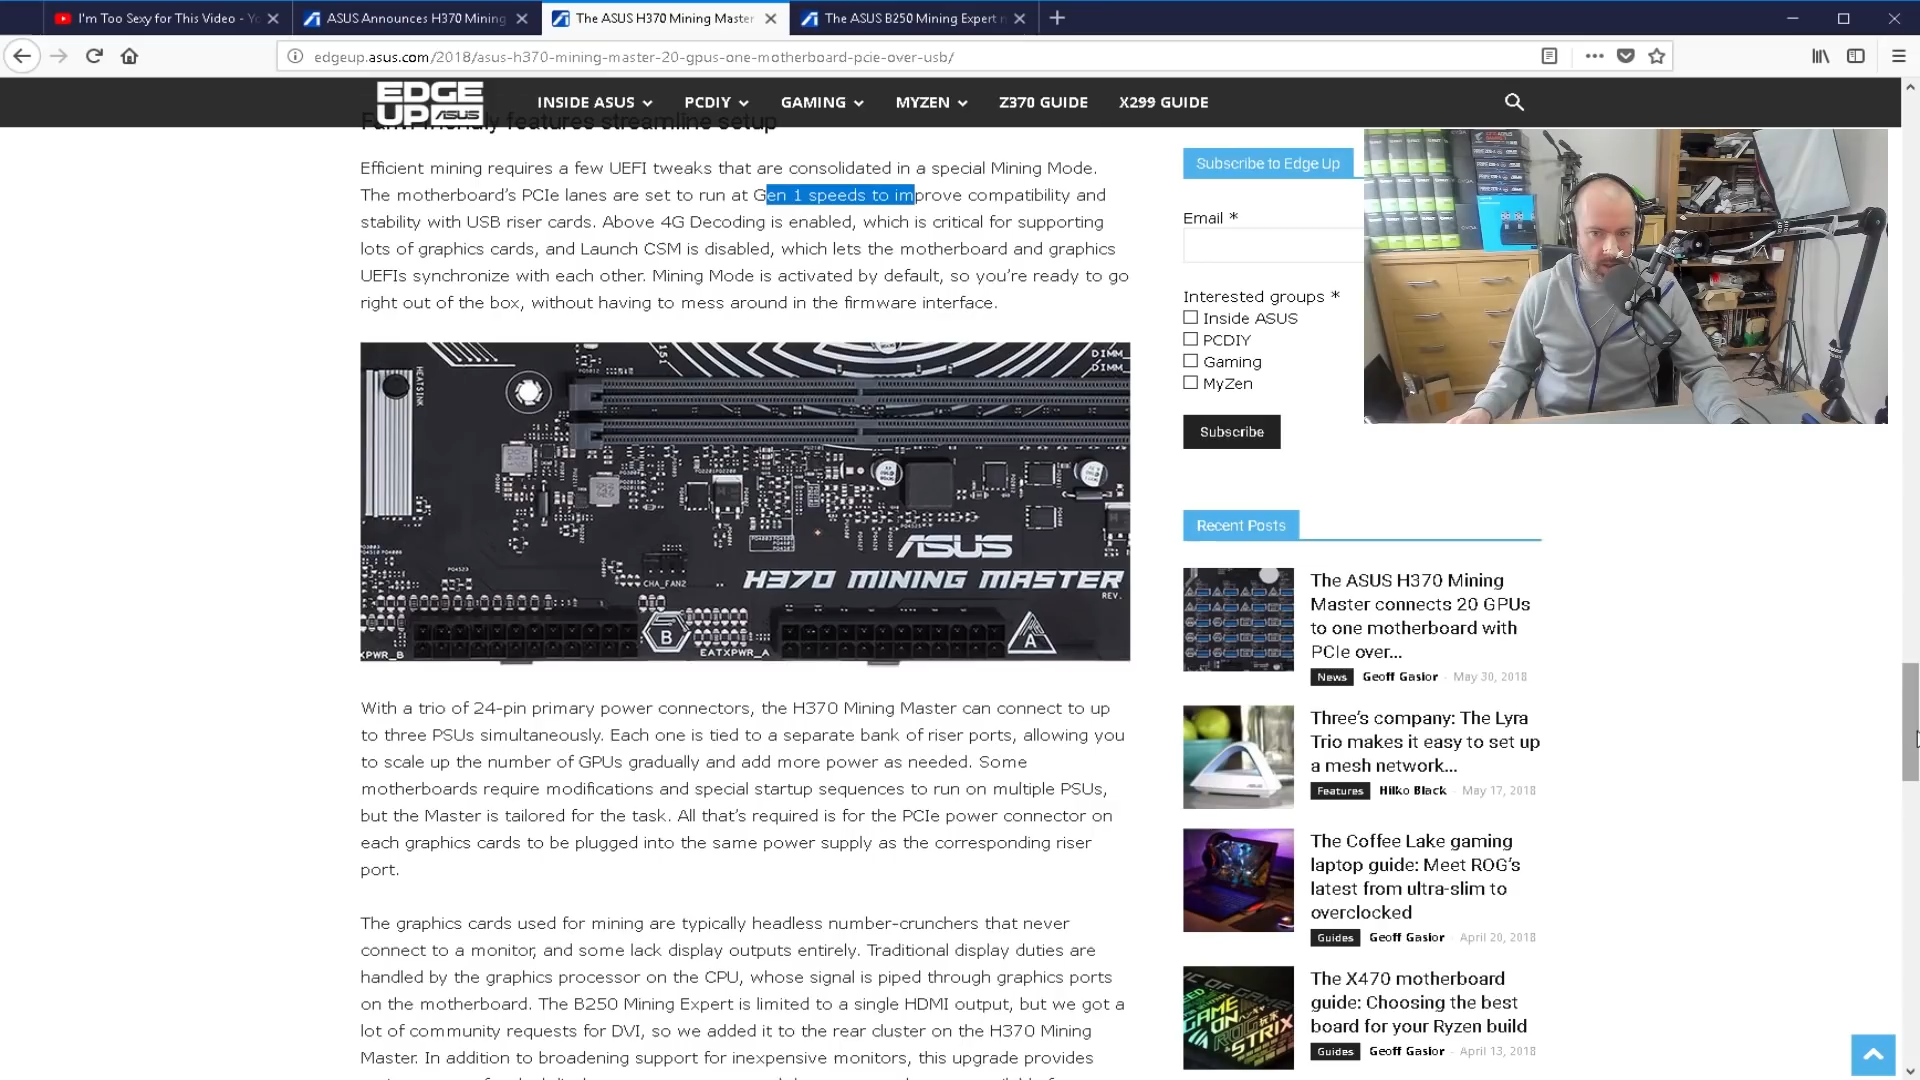 I'm Too Sexy for This Video - Yo
ASUS Announces H370 Mining
The ASUS H370 Mining Master
The ASUS B250 Mining Expert
edgeup.asus.com/2018/asus-h370-mining-master-20-gpus-one-motherboard-pcie-over-usb/
EDGE UP ASUS
INSIDE ASUS
PCDIY
GAMING
MYZEN
Z370 GUIDE
X299 GUIDE
Farm-friendly features streamline setup
Efficient mining requires a few UEFI tweaks that are consolidated in a special Mining Mode.
The motherboard's PCIe lanes are set to run at Gen 1 speeds to improve compatibility and
stability with USB riser cards. Above 4G Decoding is enabled, which is critical for supporting
lots of graphics cards, and Launch CSM is disabled, which lets the motherboard and graphics
UEFIs synchronize with each other. Mining Mode is activated by default, so you're ready to go
right out of the box, without having to mess around in the firmware interface.
HEATSINK
DIMM_
DIMM_
ASUS
H370 MINING MASTER
REV.
CHA_FAN2
B
A
XPWR_B
EATXPWR_A
With a trio of 24-pin primary power connectors, the H370 Mining Master can connect to up
to three PSUs simultaneously. Each one is tied to a separate bank of riser ports, allowing you
to scale up the number of GPUs gradually and add more power as needed. Some
motherboards require modifications and special startup sequences to run on multiple PSUs,
but the Master is tailored for the task. All that's required is for the PCIe power connector on
each graphics cards to be plugged into the same power supply as the corresponding riser
port.
The graphics cards used for mining are typically headless number-crunchers that never
connect to a monitor, and some lack display outputs entirely. Traditional display duties are
handled by the graphics processor on the CPU, whose signal is piped through graphics ports
on the motherboard. The B250 Mining Expert is limited to a single HDMI output, but we got a
lot of community requests for DVI, so we added it to the rear cluster on the H370 Mining
Master. In addition to broadening support for inexpensive monitors, this upgrade provides
Subscribe to Edge Up
Email *
Interested groups *
Inside ASUS
PCDIY
Gaming
MyZen
Subscribe
Recent Posts
The ASUS H370 Mining
Master connects 20 GPUs
to one motherboard with
PCIe over...
News Geoff Gasior - May 30, 2018
Three's company: The Lyra
Trio makes it easy to set up
a mesh network...
Features Hilko Black - May 17, 2018
The Coffee Lake gaming
laptop guide: Meet ROG's
latest from ultra-slim to
overclocked
Guides Geoff Gasior - April 20, 2018
The X470 motherboard
guide: Choosing the best
board for your Ryzen build
Guides Geoff Gasior - April 13, 2018
GAME
ON
STRIX